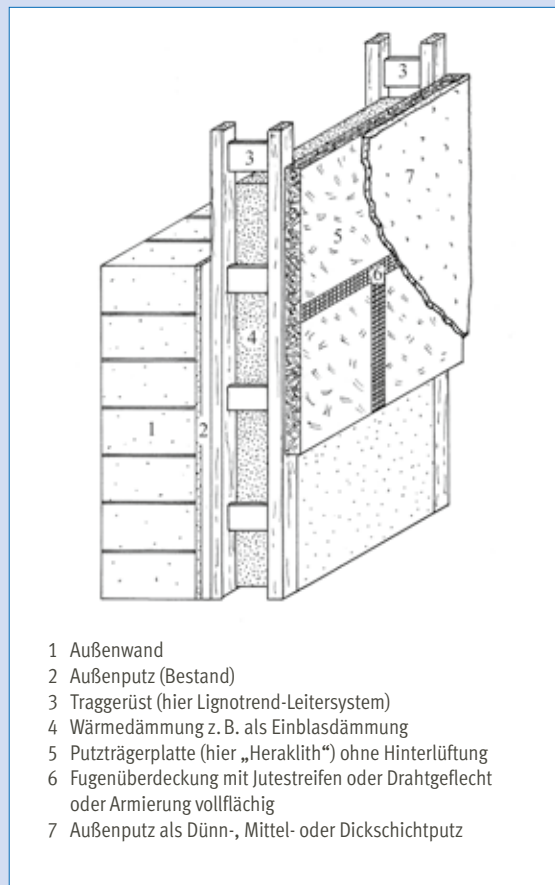 3
3
7
5
6
4
1
2
1 Außenwand
2 Außenputz (Bestand)
3 Traggerüst (hier Lignotrend-Leitersystem)
4 Wärmedämmung z. B. als Einblasdämmung
5 Putzträgerplatte (hier „Heraklith“) ohne Hinterlüftung
6 Fugenüberdeckung mit Jutestreifen oder Drahtgeflecht
oder Armierung vollflächig
7 Außenputz als Dünn-, Mittel- oder Dickschichtputz